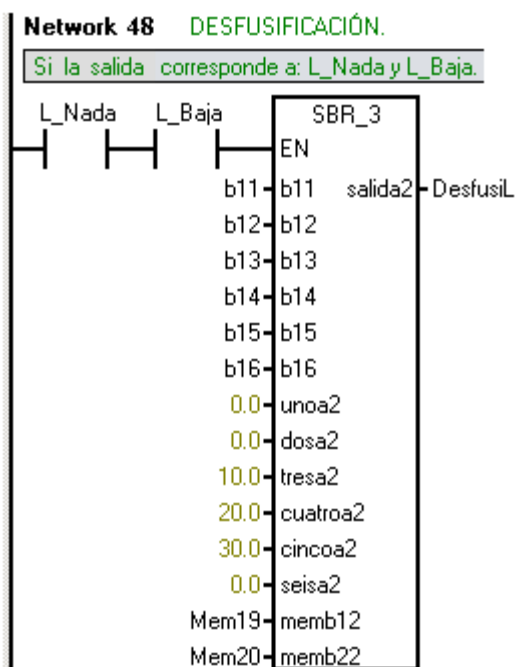 Network 48 DESFUSIFICACIÓN.
Si la salida corresponde a: L_Nada y L_Baja.
L_Nada L_Baja SBR_3
EN
b11 b11 salida2 DesfusiL
b12 b12
b13 b13
b14 b14
b15 b15
b16 b16
0.0 unoa2
0.0 dosa2
10.0 tresa2
20.0 cuatroa2
30.0 cincoa2
0.0 seisa2
Mem19 memb12
Mem20 memb22